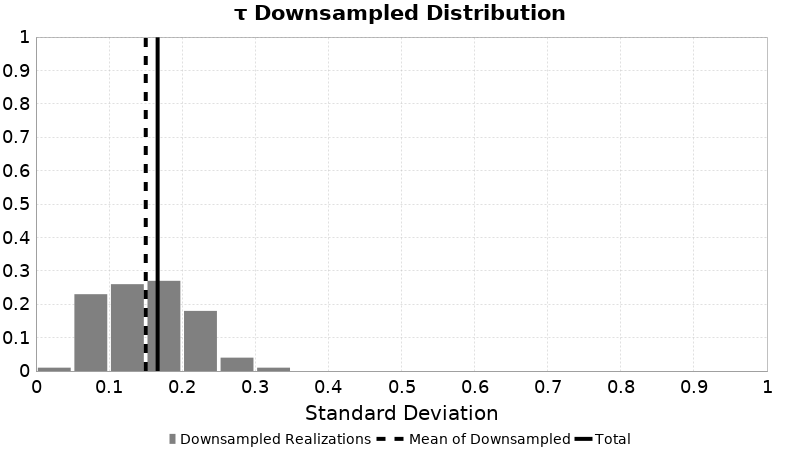 τ Downsampled Distribution
1
0.9
0.8
0.7
0.6
0.5
0.4
0.3
0.2
0.1
0
0 0.1 0.2 0.3 0.4 0.5 0.6 0.7 0.8 0.9 1
Standard Deviation
Downsampled Realizations Mean of Downsampled Total